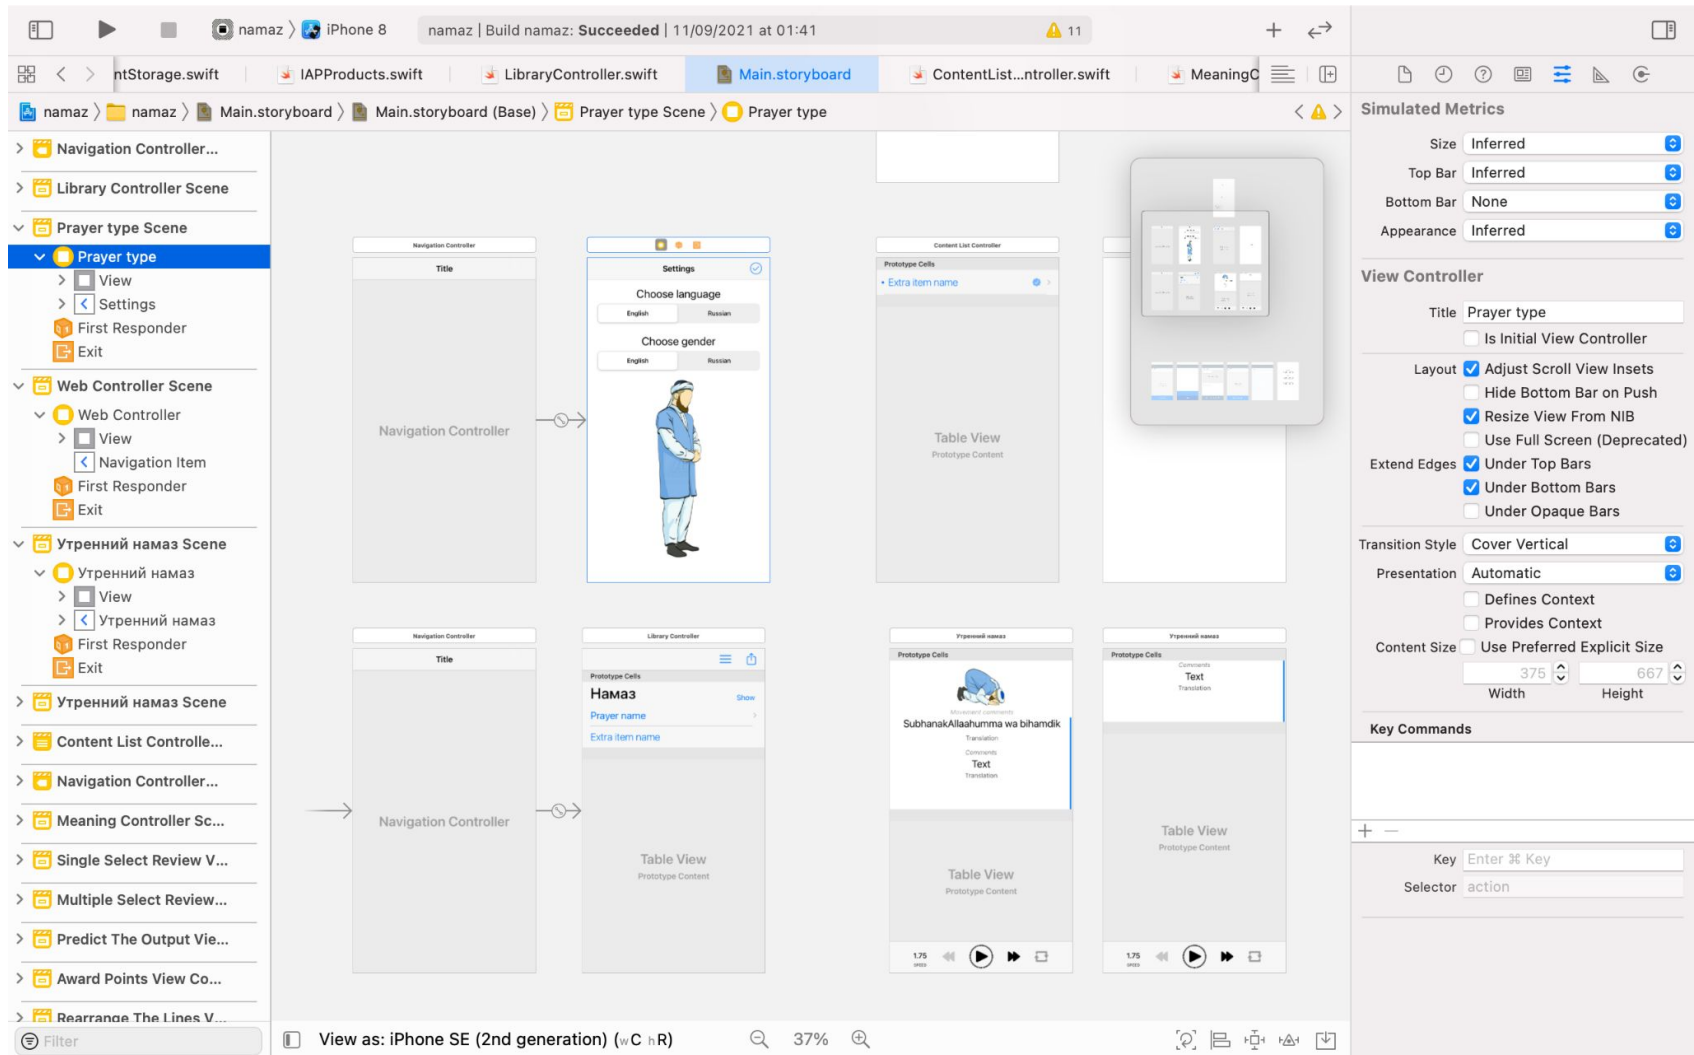 namaz 〉 iPhone 8
namaz | Build namaz: Succeeded | 11/09/2021 at 01:41
11
ntStorage.swift
IAPProducts.swift
LibraryController.swift
Main.storyboard
ContentList...ntroller.swift
MeaningC
namaz 〉 namaz 〉 Main.storyboard 〉 Main.storyboard (Base) 〉 Prayer type Scene 〉 Prayer type
Navigation Controller...
Library Controller Scene
Prayer type Scene
Prayer type
View
Settings
First Responder
Exit
Web Controller Scene
Web Controller
View
Navigation Item
First Responder
Exit
Утренний намаз Scene
Утренний намаз
View
Утренний намаз
First Responder
Exit
Утренний намаз Scene
Content List Controlle...
Navigation Controller...
Meaning Controller Sc...
Single Select Review V...
Multiple Select Review...
Predict The Output Vie...
Award Points View Co...
Rearrange The Lines V...
Filter
Navigation Controller
Title
Navigation Controller
Settings
Choose language
English Russian
Choose gender
English Russian
Content List Controller
Prototype Cells
• Extra item name
Table View
Prototype Content
Navigation Controller
Title
Navigation Controller
Library Controller
Prototype Cells
Намаз
Show
Prayer name
Extra item name
Table View
Prototype Content
Утренний намаз
Prototype Cells
Movement comments
SubhanakAllaahumma wa bihamdik
Translation
Comments
Text
Translation
Table View
Prototype Content
1.75
SPEED
Утренний намаз
Prototype Cells
Comments
Text
Translation
Table View
Prototype Content
1.75
SPEED
View as: iPhone SE (2nd generation) (wC hR)
37%
Simulated Metrics
Size Inferred
Top Bar Inferred
Bottom Bar None
Appearance Inferred
View Controller
Title Prayer type
Is Initial View Controller
Layout Adjust Scroll View Insets
Hide Bottom Bar on Push
Resize View From NIB
Use Full Screen (Deprecated)
Extend Edges Under Top Bars
Under Bottom Bars
Under Opaque Bars
Transition Style Cover Vertical
Presentation Automatic
Defines Context
Provides Context
Content Size Use Preferred Explicit Size
375 667
Width Height
Key Commands
Key Enter ⌘ Key
Selector action